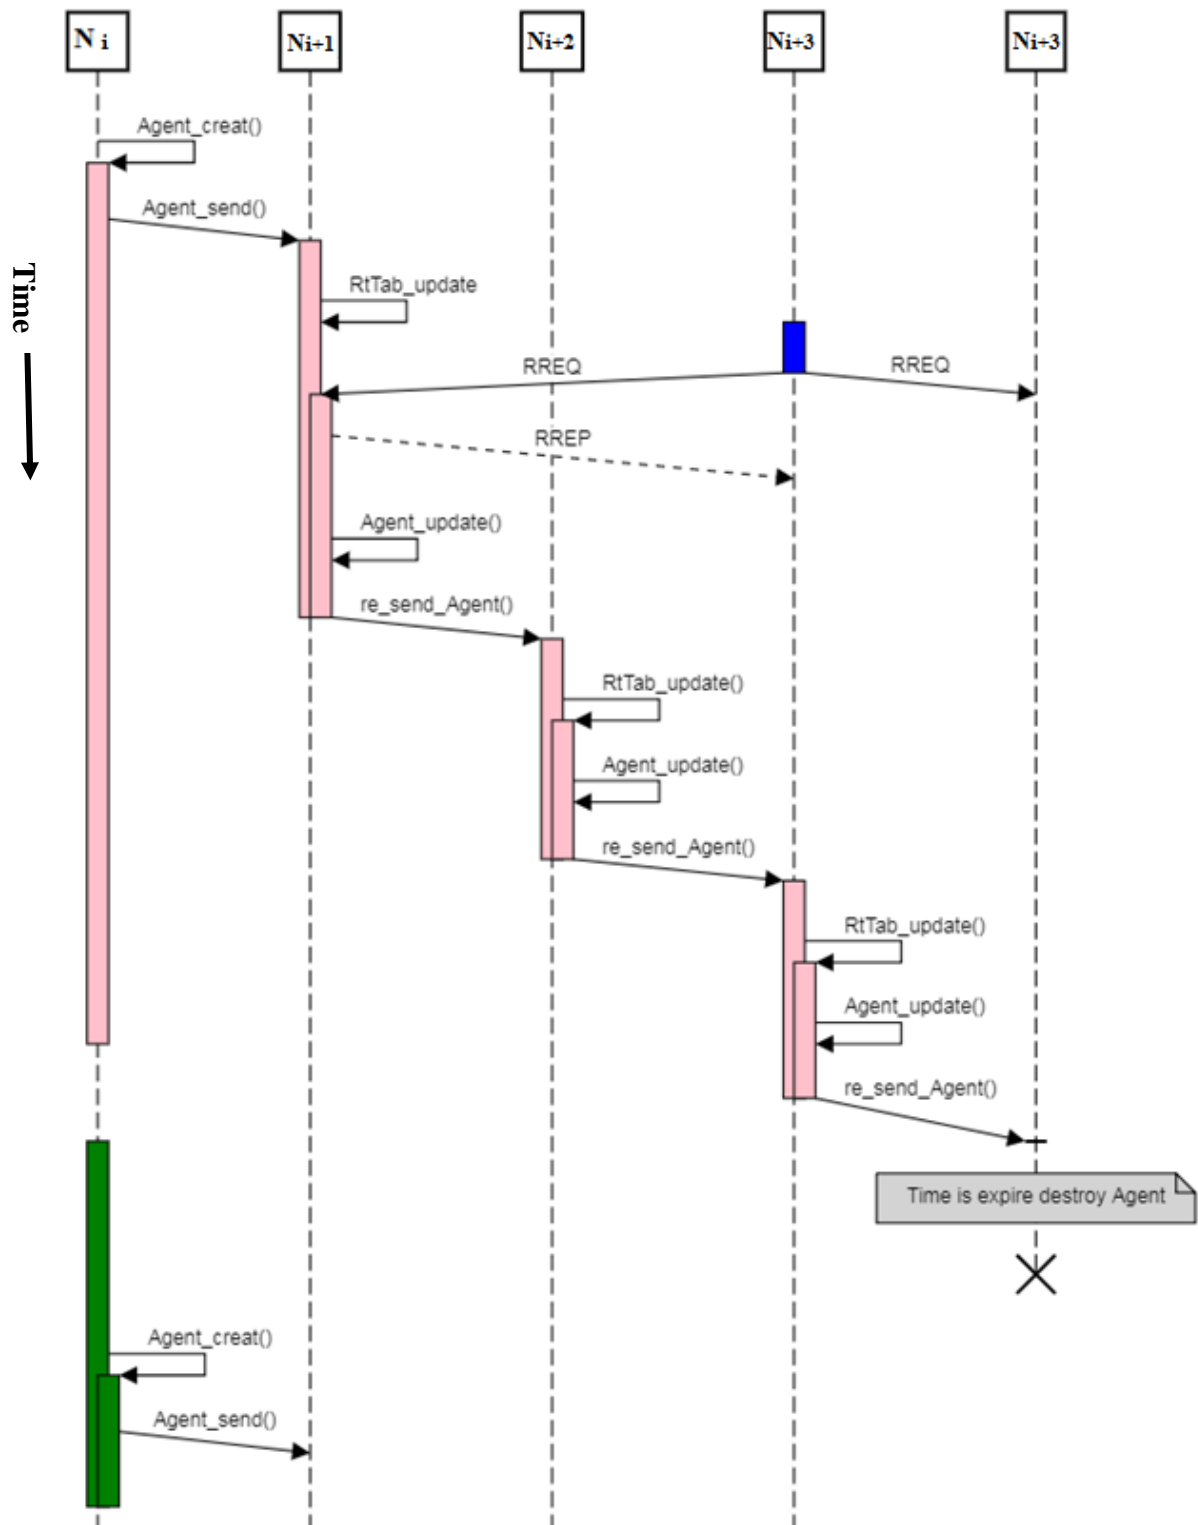 N i
Ni+1
Ni+2
Ni+3
Ni+3
Agent_creat()
Agent_send()
Time
RtTab_update
RREQ
RREQ
RREP
Agent_update()
re_send_Agent()
RtTab_update()
Agent_update()
re_send_Agent()
RtTab_update()
Agent_update()
re_send_Agent()
Time is expire destroy Agent
Agent_creat()
Agent_send()